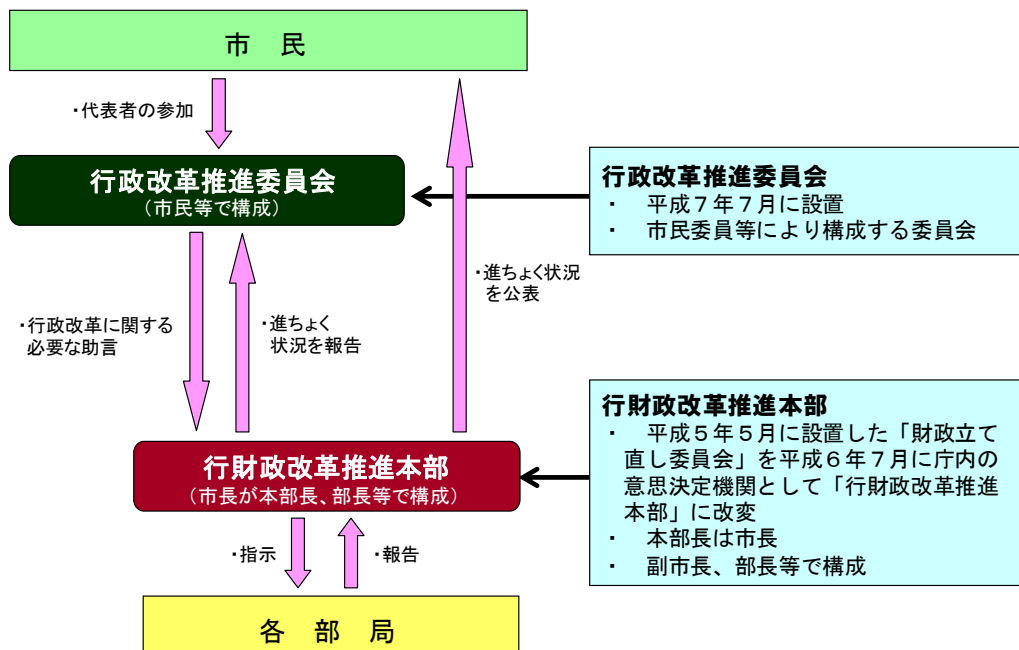 市　民
・代表者の参加
行政改革推進委員会
（市民等で構成）
行政改革推進委員会
・　平成７年７月に設置
・　市民委員等により構成する委員会
・進ちょく状況
を公表
・行政改革に関する
必要な助言
・進ちょく
状況を報告
行財政改革推進本部
（市長が本部長、部長等で構成）
行財政改革推進本部
・　平成５年５月に設置した「財政立て
直し委員会」を平成６年７月に庁内の
意思決定機関として「行財政改革推進
本部」に改変
・　本部長は市長
・　副市長、部長等で構成
・指示
・報告
各　部　局